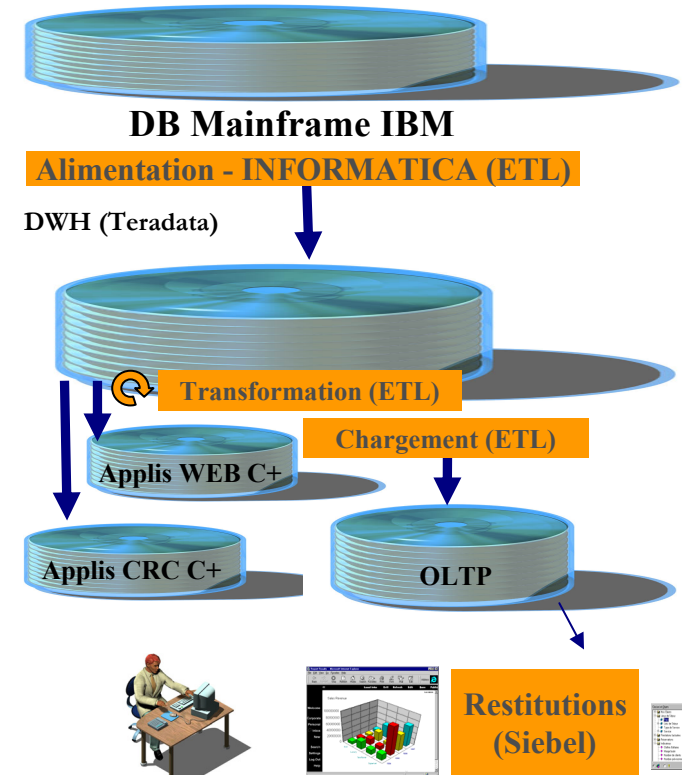 DB Mainframe IBM
Alimentation - INFORMATICA (ETL)
DWH (Teradata)
Transformation (ETL)
Chargement (ETL)
Applis WEB C+
Applis CRC C+
OLTP
Restitutions
(Siebel)